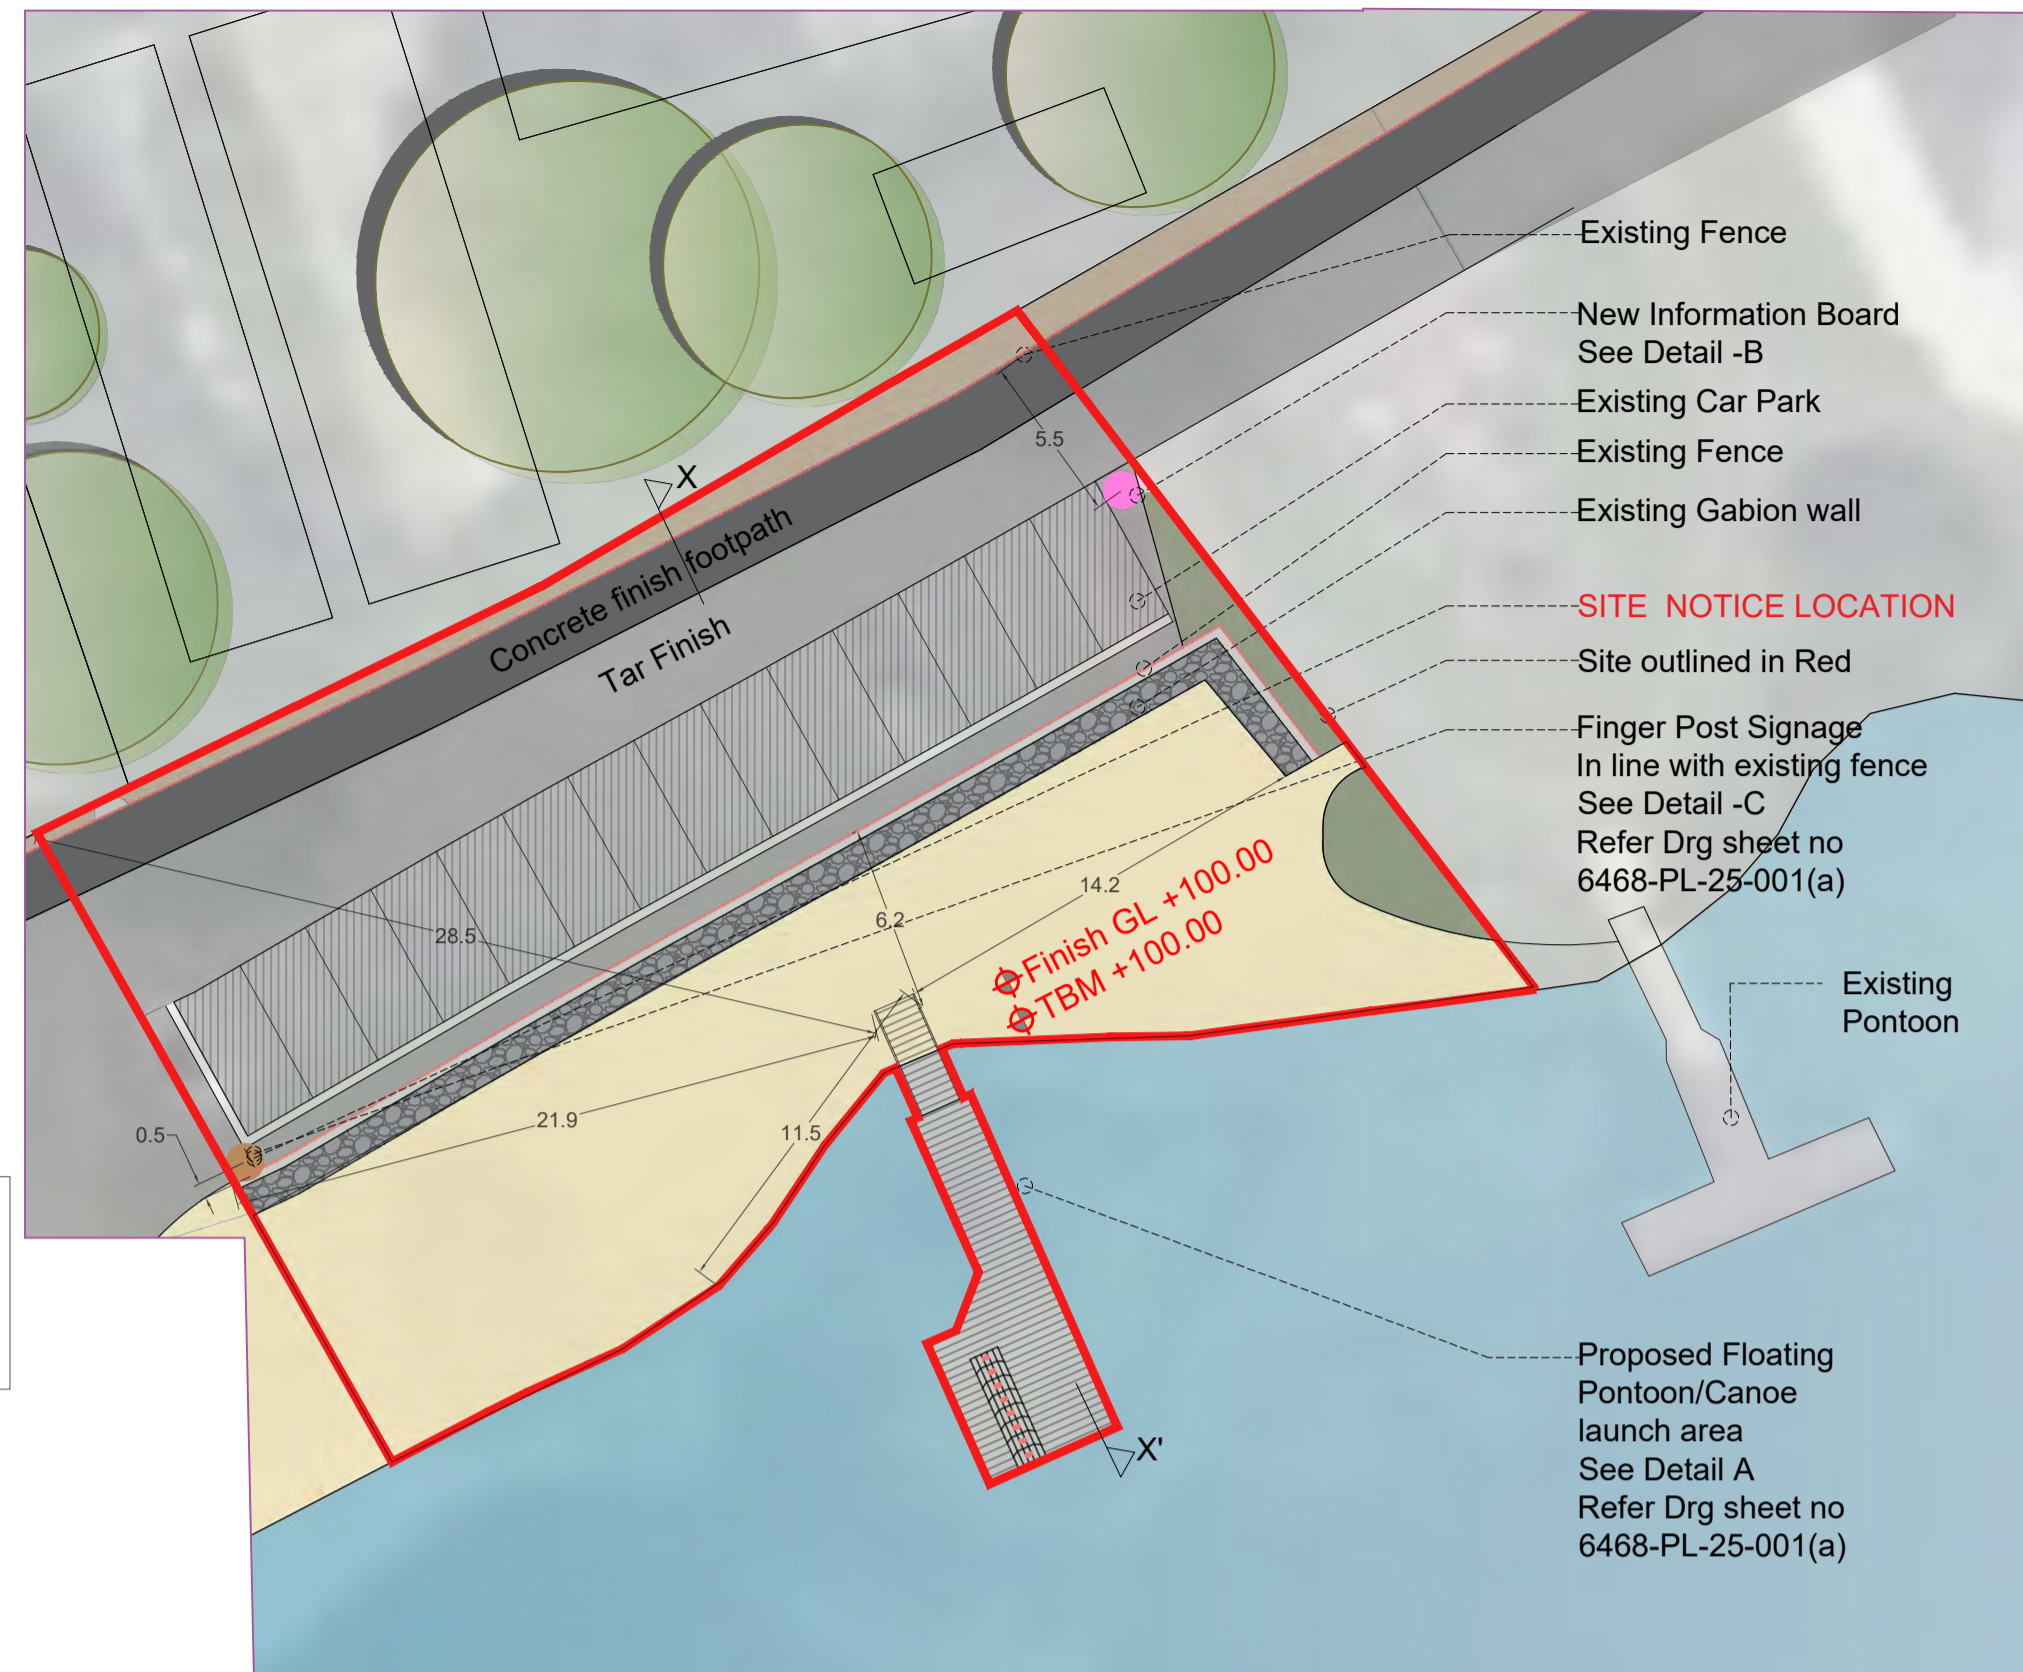 Existing Fence
New Information Board
See Detail -B
Existing Car Park
Existing Fence
Existing Gabion wall
SITE NOTICE LOCATION
Site outlined in Red
Finger Post Signage
In line with existing fence
See Detail -C
Refer Drg sheet no
6468-PL-25-001(a)
Existing
Pontoon
Proposed Floating
Pontoon/Canoe
launch area
See Detail A
Refer Drg sheet no
6468-PL-25-001(a)
X
Concrete finish footpath
Tar Finish
5.5
28.5
6.2
14.2
Finish GL +100.00
TBM +100.00
21.9
11.5
0.5
X'